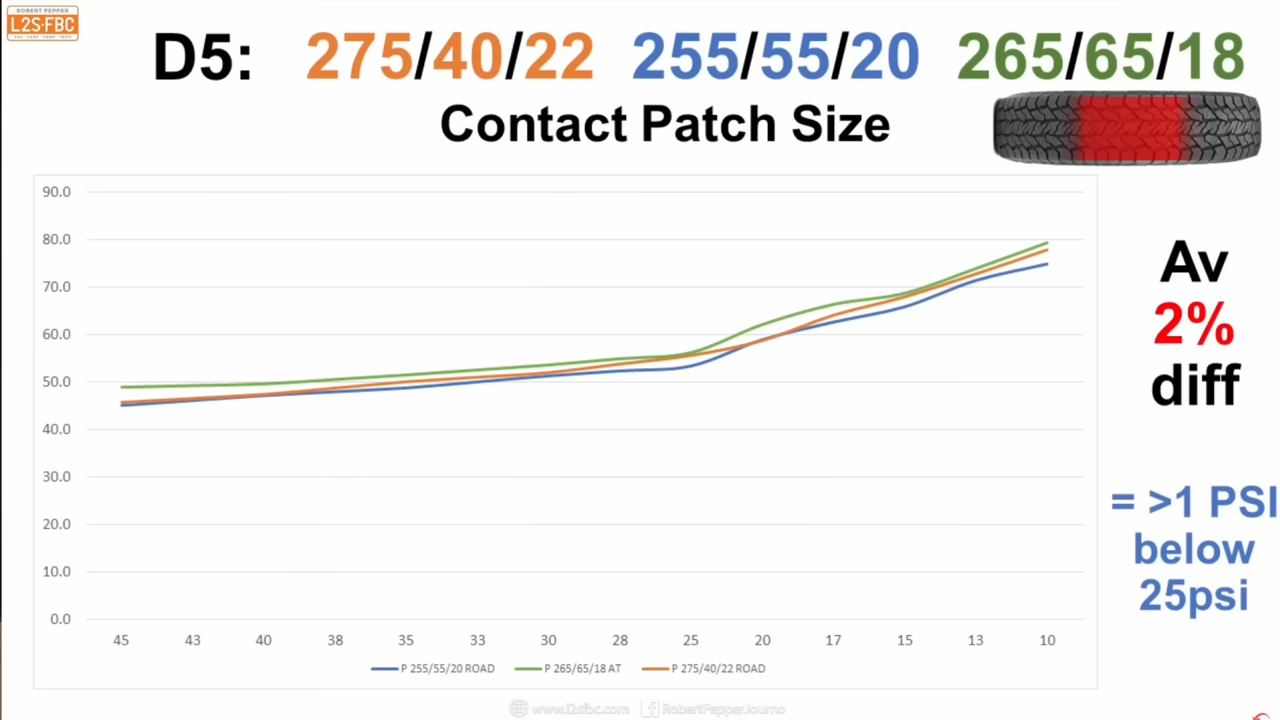 ROBERT PEPPER
L2S-FBC
D5: 275/40/22 255/55/20 265/65/18
Contact Patch Size
90.0
80.0
70.0
60.0
50.0
40.0
30.0
20.0
10.0
0.0
45 43 40 38 35 33 30 28 25 20 17 15 13 10
P 255/55/20 ROAD P 265/65/18 AT P 275/40/22 ROAD
Av
2%
diff
= >1 PSI
below
25psi
www.l2sfbc.com RobertPepperJourno